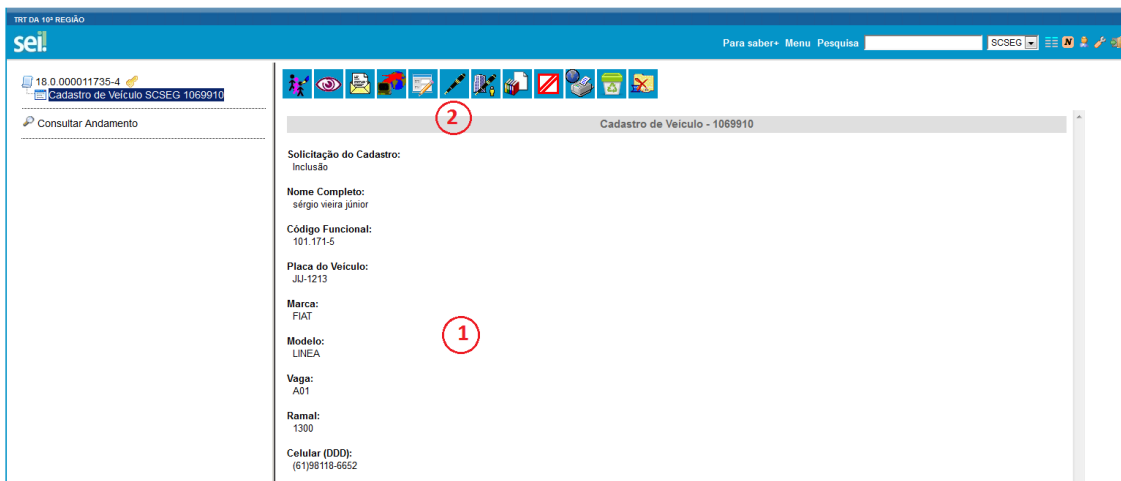 TRT DA 10ª REGIÃO
sei!
Para saber+ Menu Pesquisa
SCSEG
N
18.0.000011735-4
Cadastro de Veículo SCSEG 1069910
Consultar Andamento
2
Cadastro de Veiculo - 1069910
Solicitação do Cadastro:
Inclusão
Nome Completo:
sérgio vieira júnior
Código Funcional:
101.171-5
Placa do Veículo:
JIJ-1213
Marca:
FIAT
1
Modelo:
LINEA
Vaga:
A01
Ramal:
1300
Celular (DDD):
(61)98118-6652